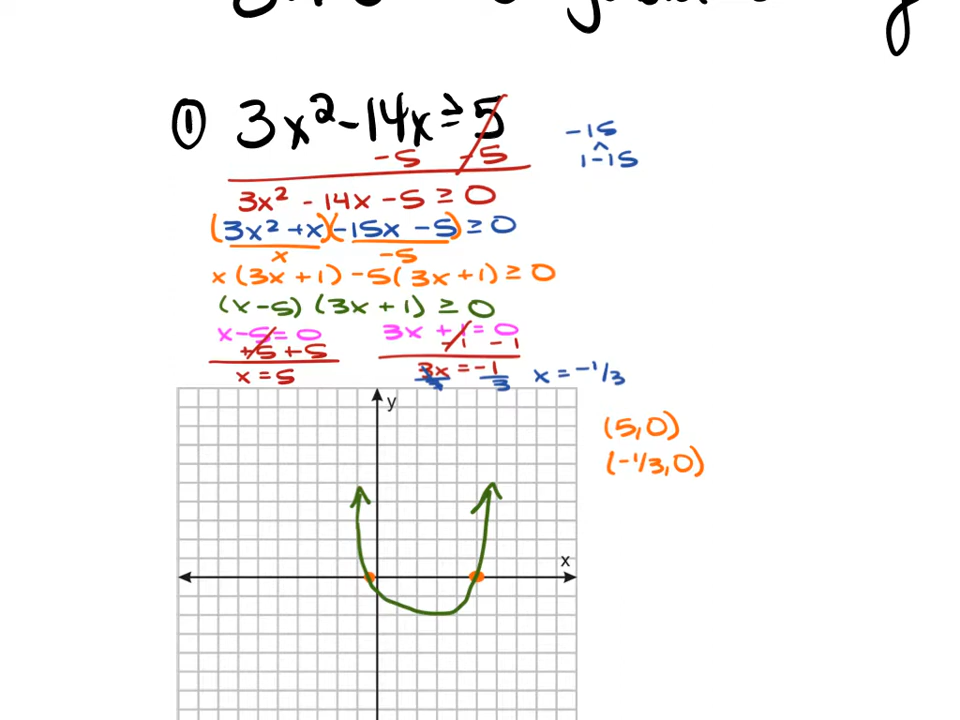 ① 3x² - 14x ≥ 5
-15
- 5 - 5
1 -15
3x² - 14x - 5 ≥ 0
(3x² + x)(-15x - 5) ≥ 0
x -5
x(3x + 1) - 5(3x + 1) ≥ 0
(x - 5) (3x + 1) ≥ 0
x - 5 = 0 3x + 1 = 0
+5 +5 -1 -1
x = 5 3x = -1 x = -1/3
3 3
y
(5,0)
(-1/3,0)
x